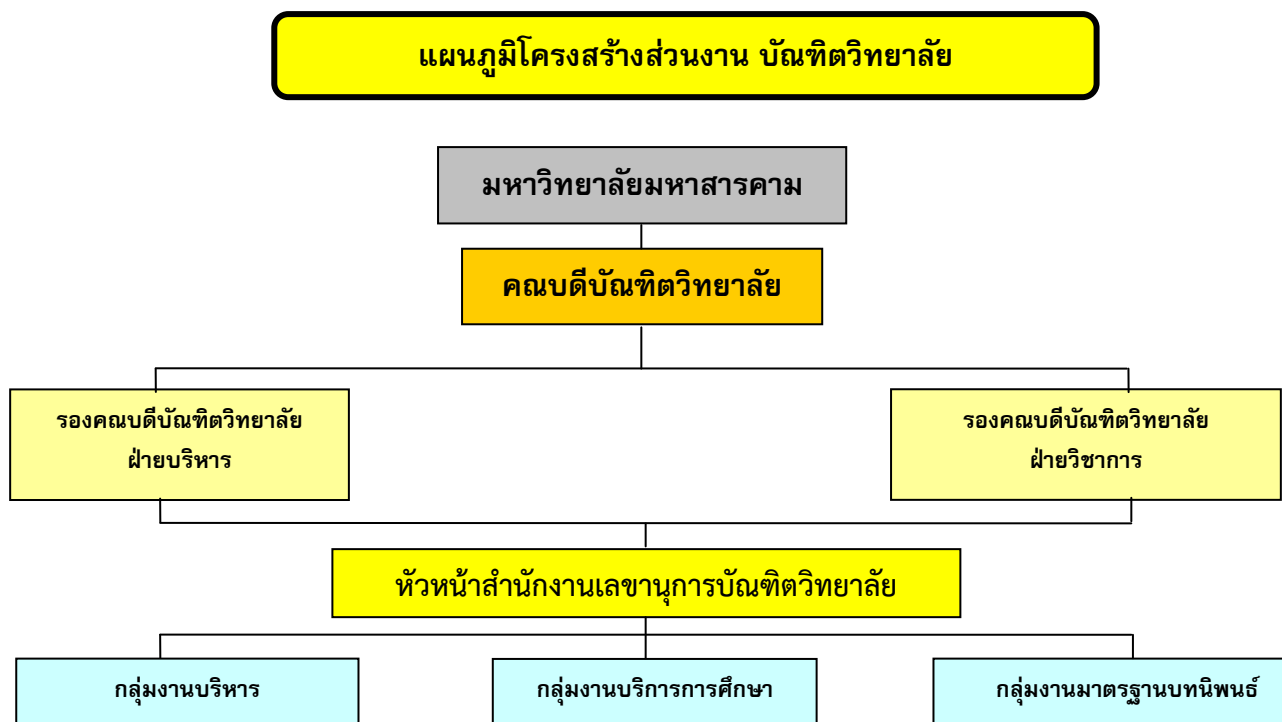 แผนภูมิโครงสร้างส่วนงาน บัณฑิตวิทยาลัย
มหาวิทยาลัยมหาสารคาม
คณบดีบัณฑิตวิทยาลัย
รองคณบดีบัณฑิตวิทยาลัย
ฝ่ายบริหาร
รองคณบดีบัณฑิตวิทยาลัย
ฝ่ายวิชาการ
หัวหน้าสำนักงานเลขานุการบัณฑิตวิทยาลัย
กลุ่มงานบริหาร
กลุ่มงานบริการการศึกษา
กลุ่มงานมาตรฐานบทนิพนธ์